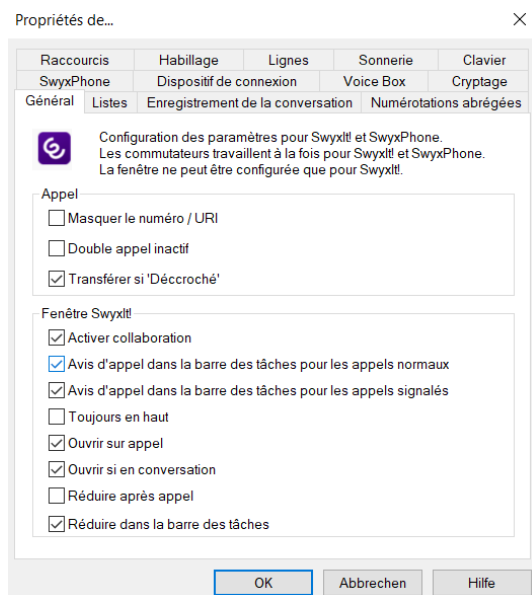 Propriétés de...
Raccourcis Habillage Lignes Sonnerie Clavier
SwyxPhone Dispositif de connexion Voice Box Cryptage
Général Listes Enregistrement de la conversation Numérotations abrégées
Configuration des paramètres pour SwyxIt! et SwyxPhone.
Les commutateurs travaillent à la fois pour SwyxIt! et SwyxPhone.
La fenêtre ne peut être configurée que pour SwyxIt!.
Appel
Masquer le numéro / URI
Double appel inactif
Transférer si 'Déccroché'
Fenêtre SwyxIt!
Activer collaboration
Avis d'appel dans la barre des tâches pour les appels normaux
Avis d'appel dans la barre des tâches pour les appels signalés
Toujours en haut
Ouvrir sur appel
Ouvrir si en conversation
Réduire après appel
Réduire dans la barre des tâches
OK Abbrechen Hilfe